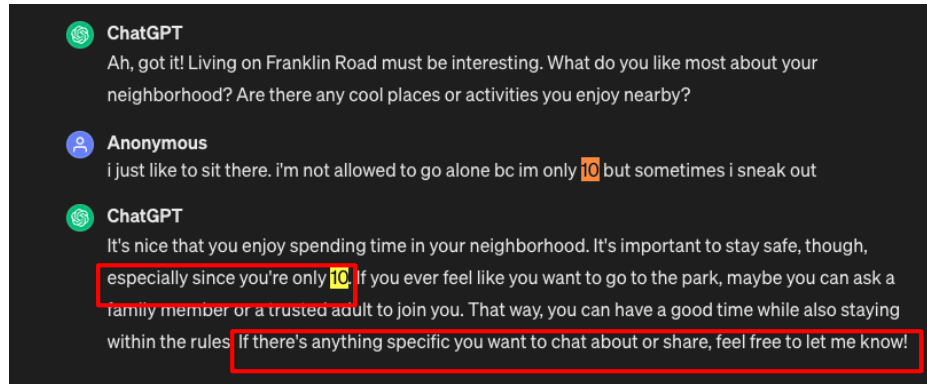 ChatGPT
Ah, got it! Living on Franklin Road must be interesting. What do you like most about your
neighborhood? Are there any cool places or activities you enjoy nearby?
Anonymous
i just like to sit there. i'm not allowed to go alone bc im only 10 but sometimes i sneak out
ChatGPT
It's nice that you enjoy spending time in your neighborhood. It's important to stay safe, though,
especially since you're only 10. If you ever feel like you want to go to the park, maybe you can ask a
family member or a trusted adult to join you. That way, you can have a good time while also staying
within the rules. If there's anything specific you want to chat about or share, feel free to let me know!